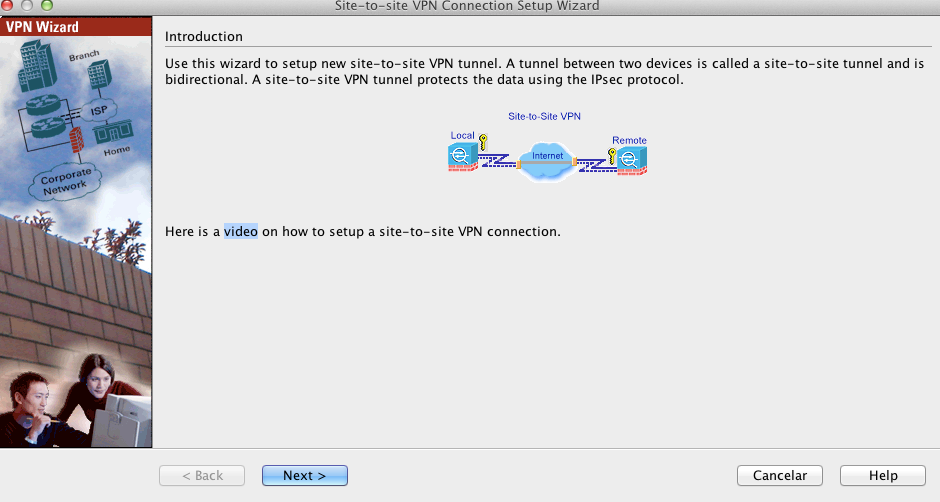 Site-to-site VPN Connection Setup Wizard
VPN Wizard
Branch
ISP
Home
Corporate
Network
Introduction
Use this wizard to setup new site-to-site VPN tunnel. A tunnel between two devices is called a site-to-site tunnel and is
bidirectional. A site-to-site VPN tunnel protects the data using the IPsec protocol.
Site-to-Site VPN
Local
Internet
Remote
Here is a video on how to setup a site-to-site VPN connection.
< Back
Next >
Cancelar
Help